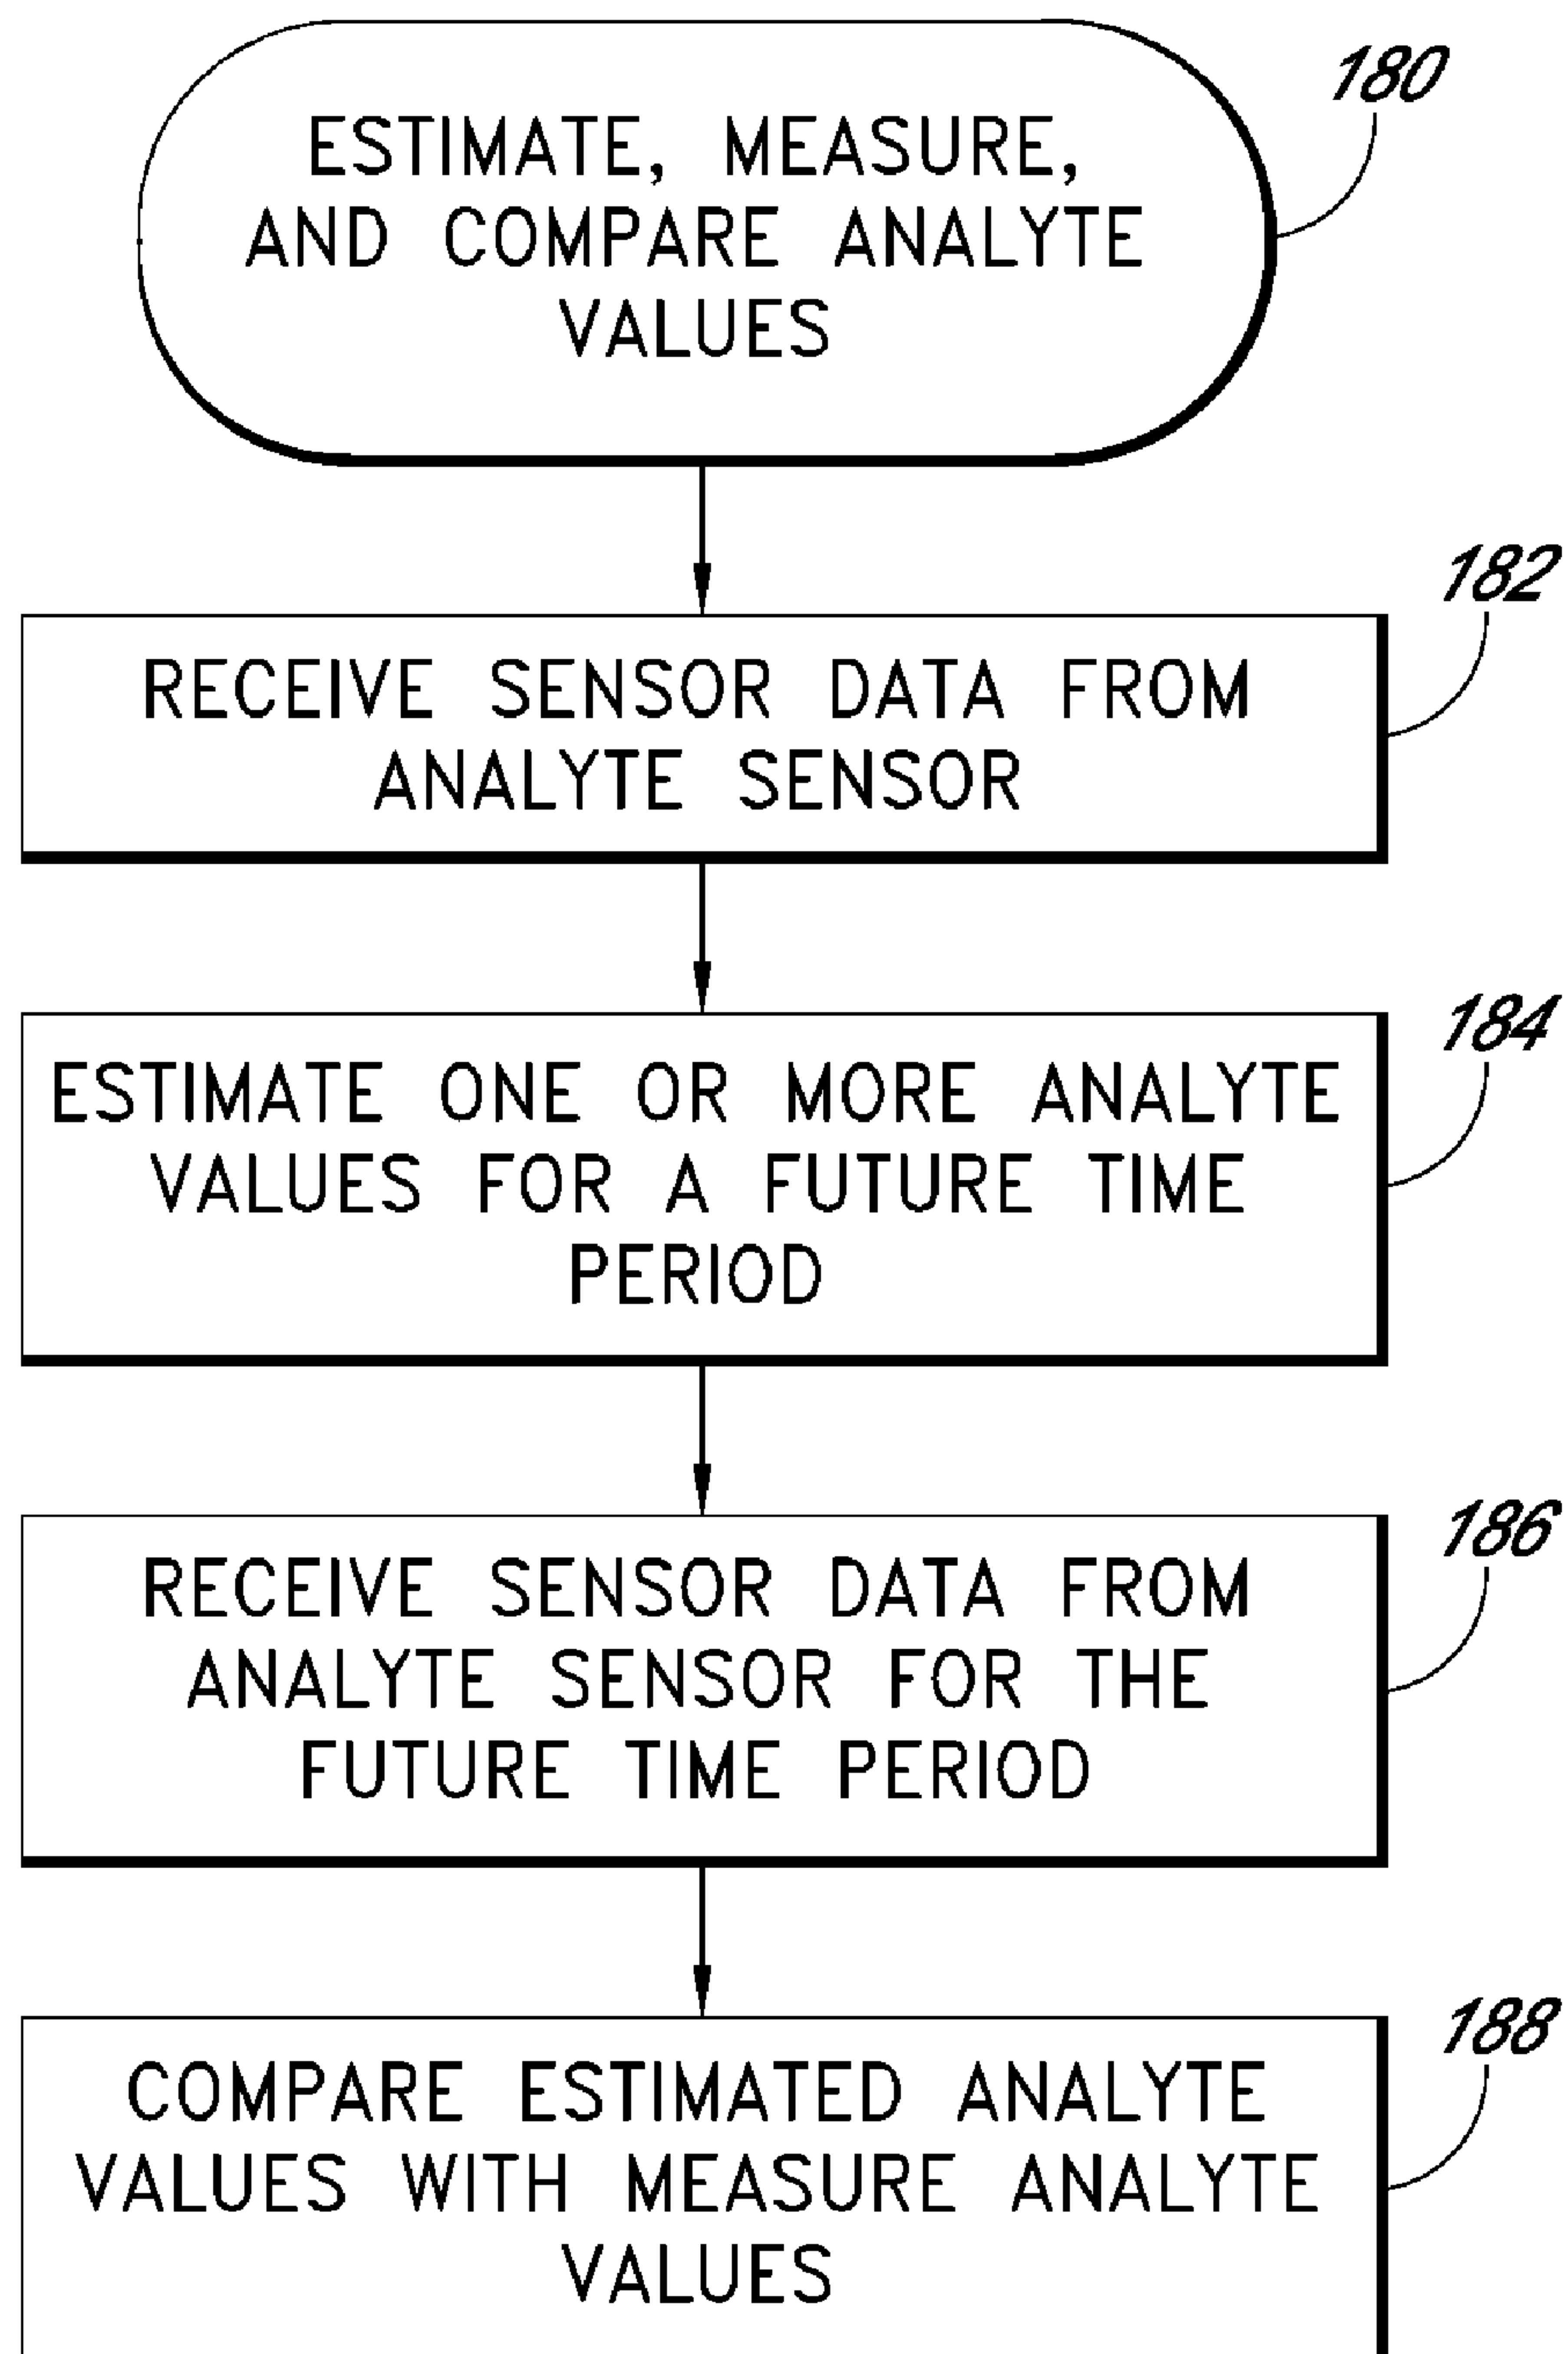 180
ESTIMATE, MEASURE,
AND COMPARE ANALYTE
VALUES
182
RECEIVE SENSOR DATA FROM
ANALYTE SENSOR
184
ESTIMATE ONE OR MORE ANALYTE
VALUES FOR A FUTURE TIME
PERIOD
186
RECEIVE SENSOR DATA FROM
ANALYTE SENSOR FOR THE
FUTURE TIME PERIOD
188
COMPARE ESTIMATED ANALYTE
VALUES WITH MEASURE ANALYTE
VALUES